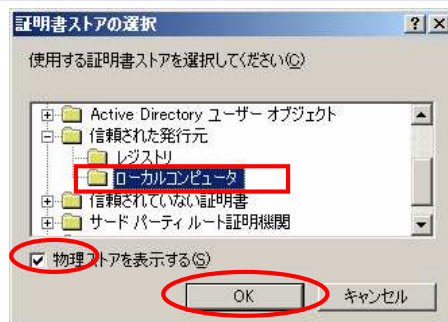 証明書ストアの選択
使用する証明書ストアを選択してください(C)
Active Directory ユーザー オブジェクト
信頼された発行元
レジストリ
ローカルコンピュータ
信頼されていない証明書
サード パーティ ルート証明機関
物理ストアを表示する(S)
OK キャンセル